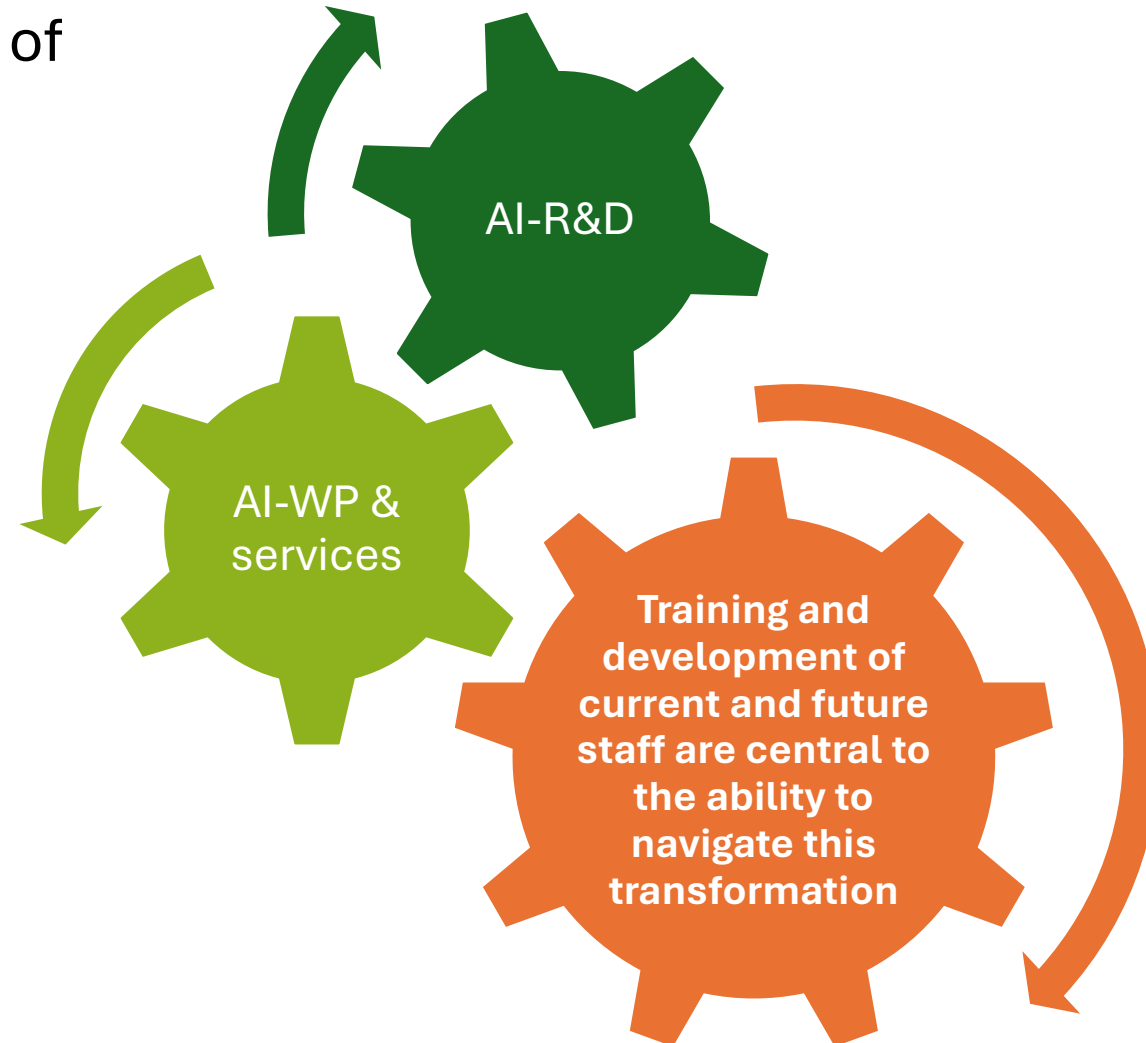 of
AI-R&D
AI-WP &
services
Training and
development of
current and future
staff are central to
the ability to
navigate this
transformation